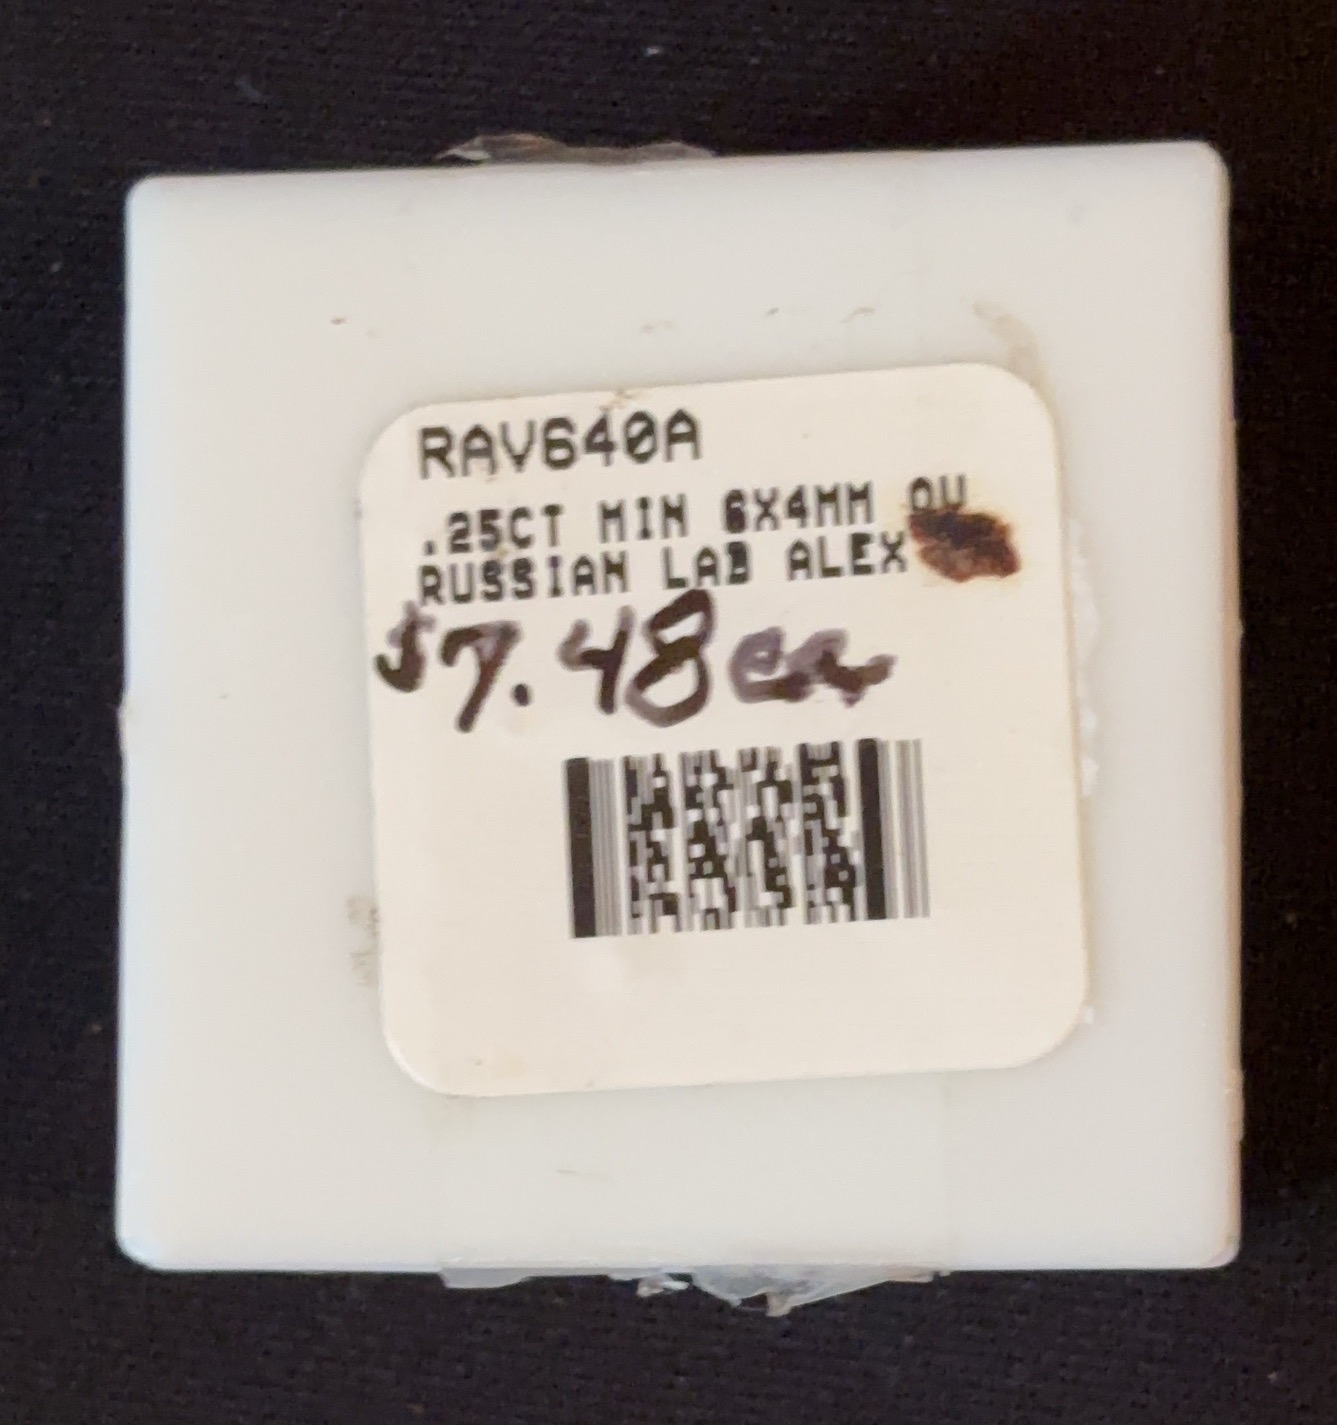 RAV640A
.25CT MIN 6X4MM OV
RUSSIAN LAB ALEX
$7.48ea